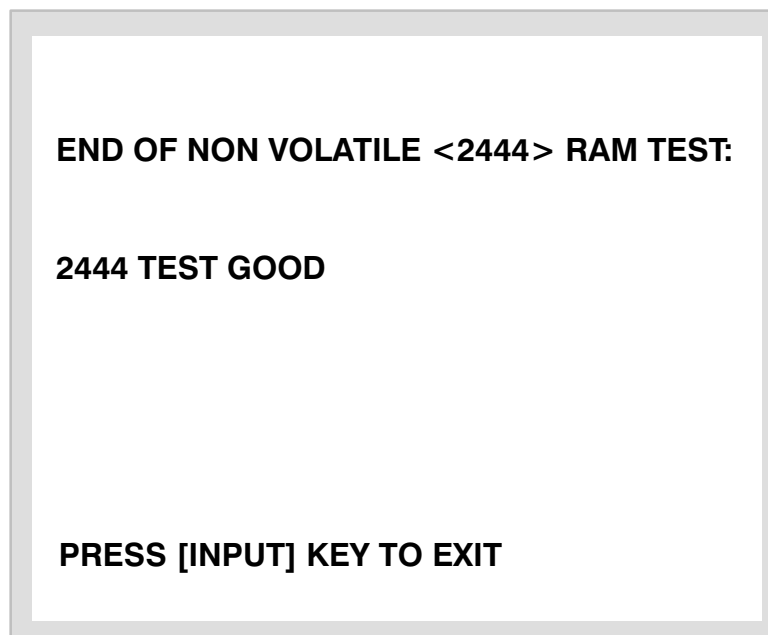 END OF NON VOLATILE <2444> RAM TEST:
2444 TEST GOOD
PRESS [INPUT] KEY TO EXIT